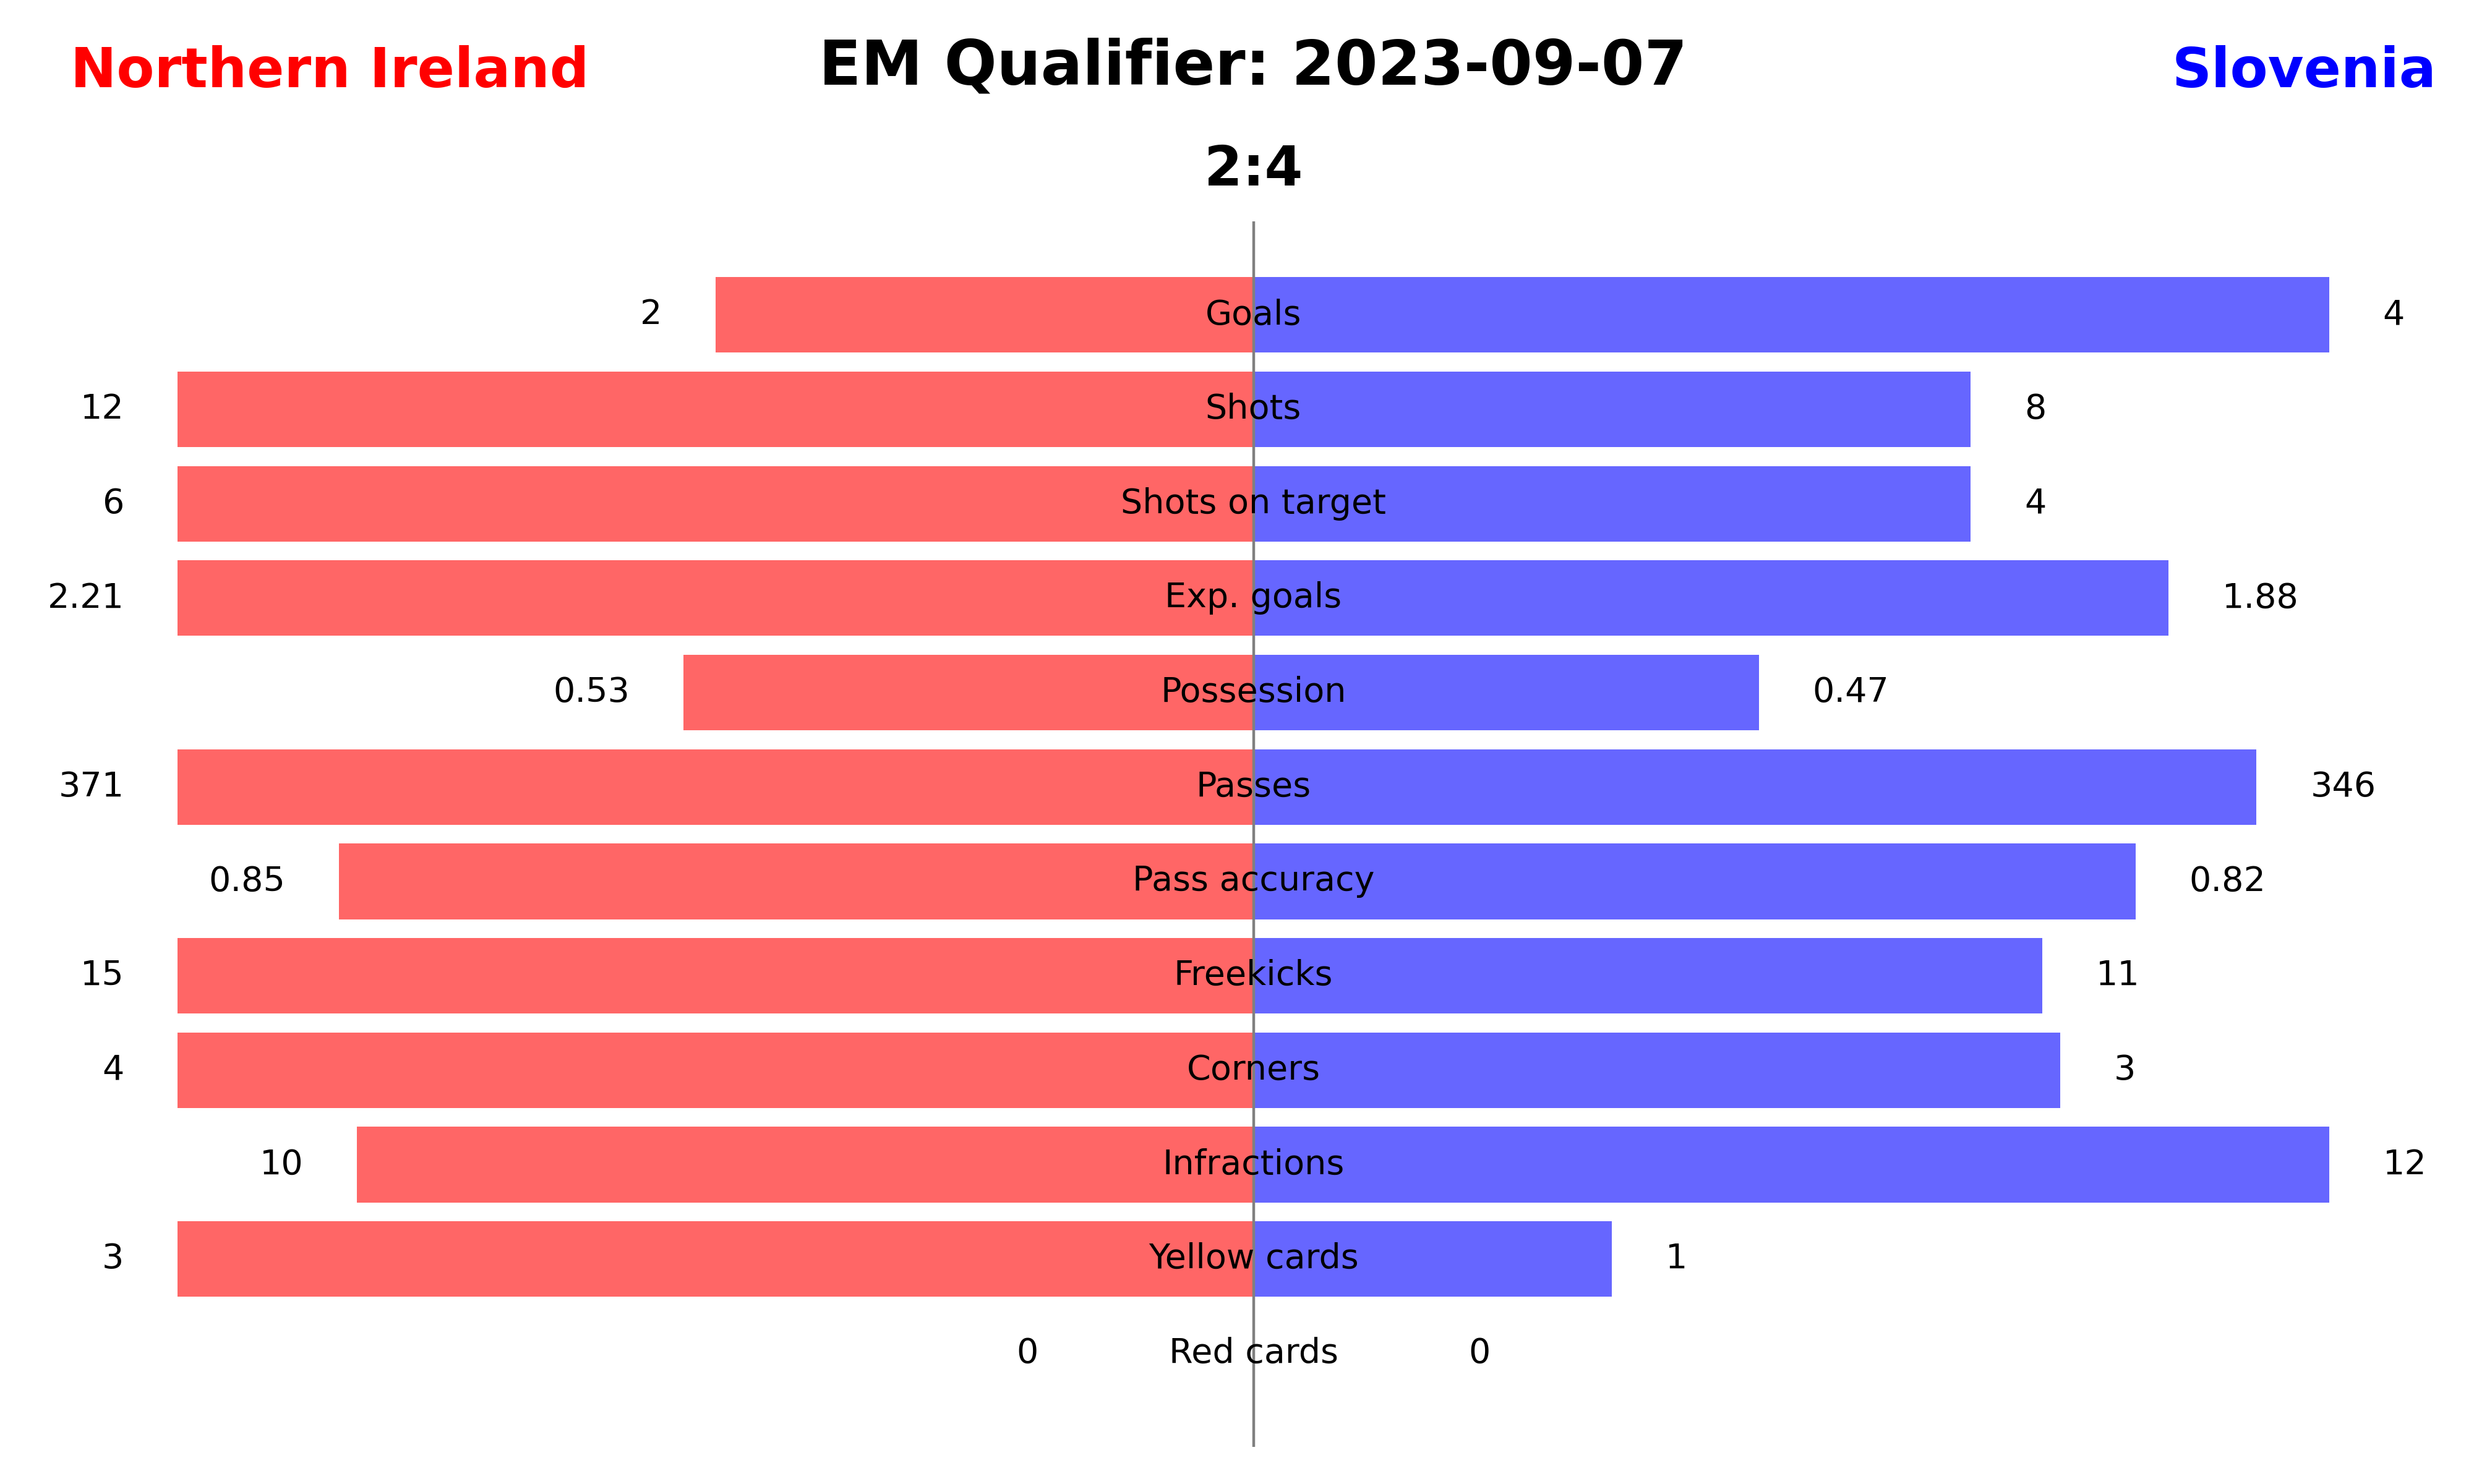 Northern Ireland EM Qualifier: 2023-09-07 Slovenia
2:4
2 Goals 4
12 Shots 8
6 Shots on target 4
2.21 Exp. goals 1.88
0.53 Possession 0.47
371 Passes 346
0.85 Pass accuracy 0.82
15 Freekicks 11
4 Corners 3
10 Infractions 12
3 Yellow cards 1
0 Red cards 0